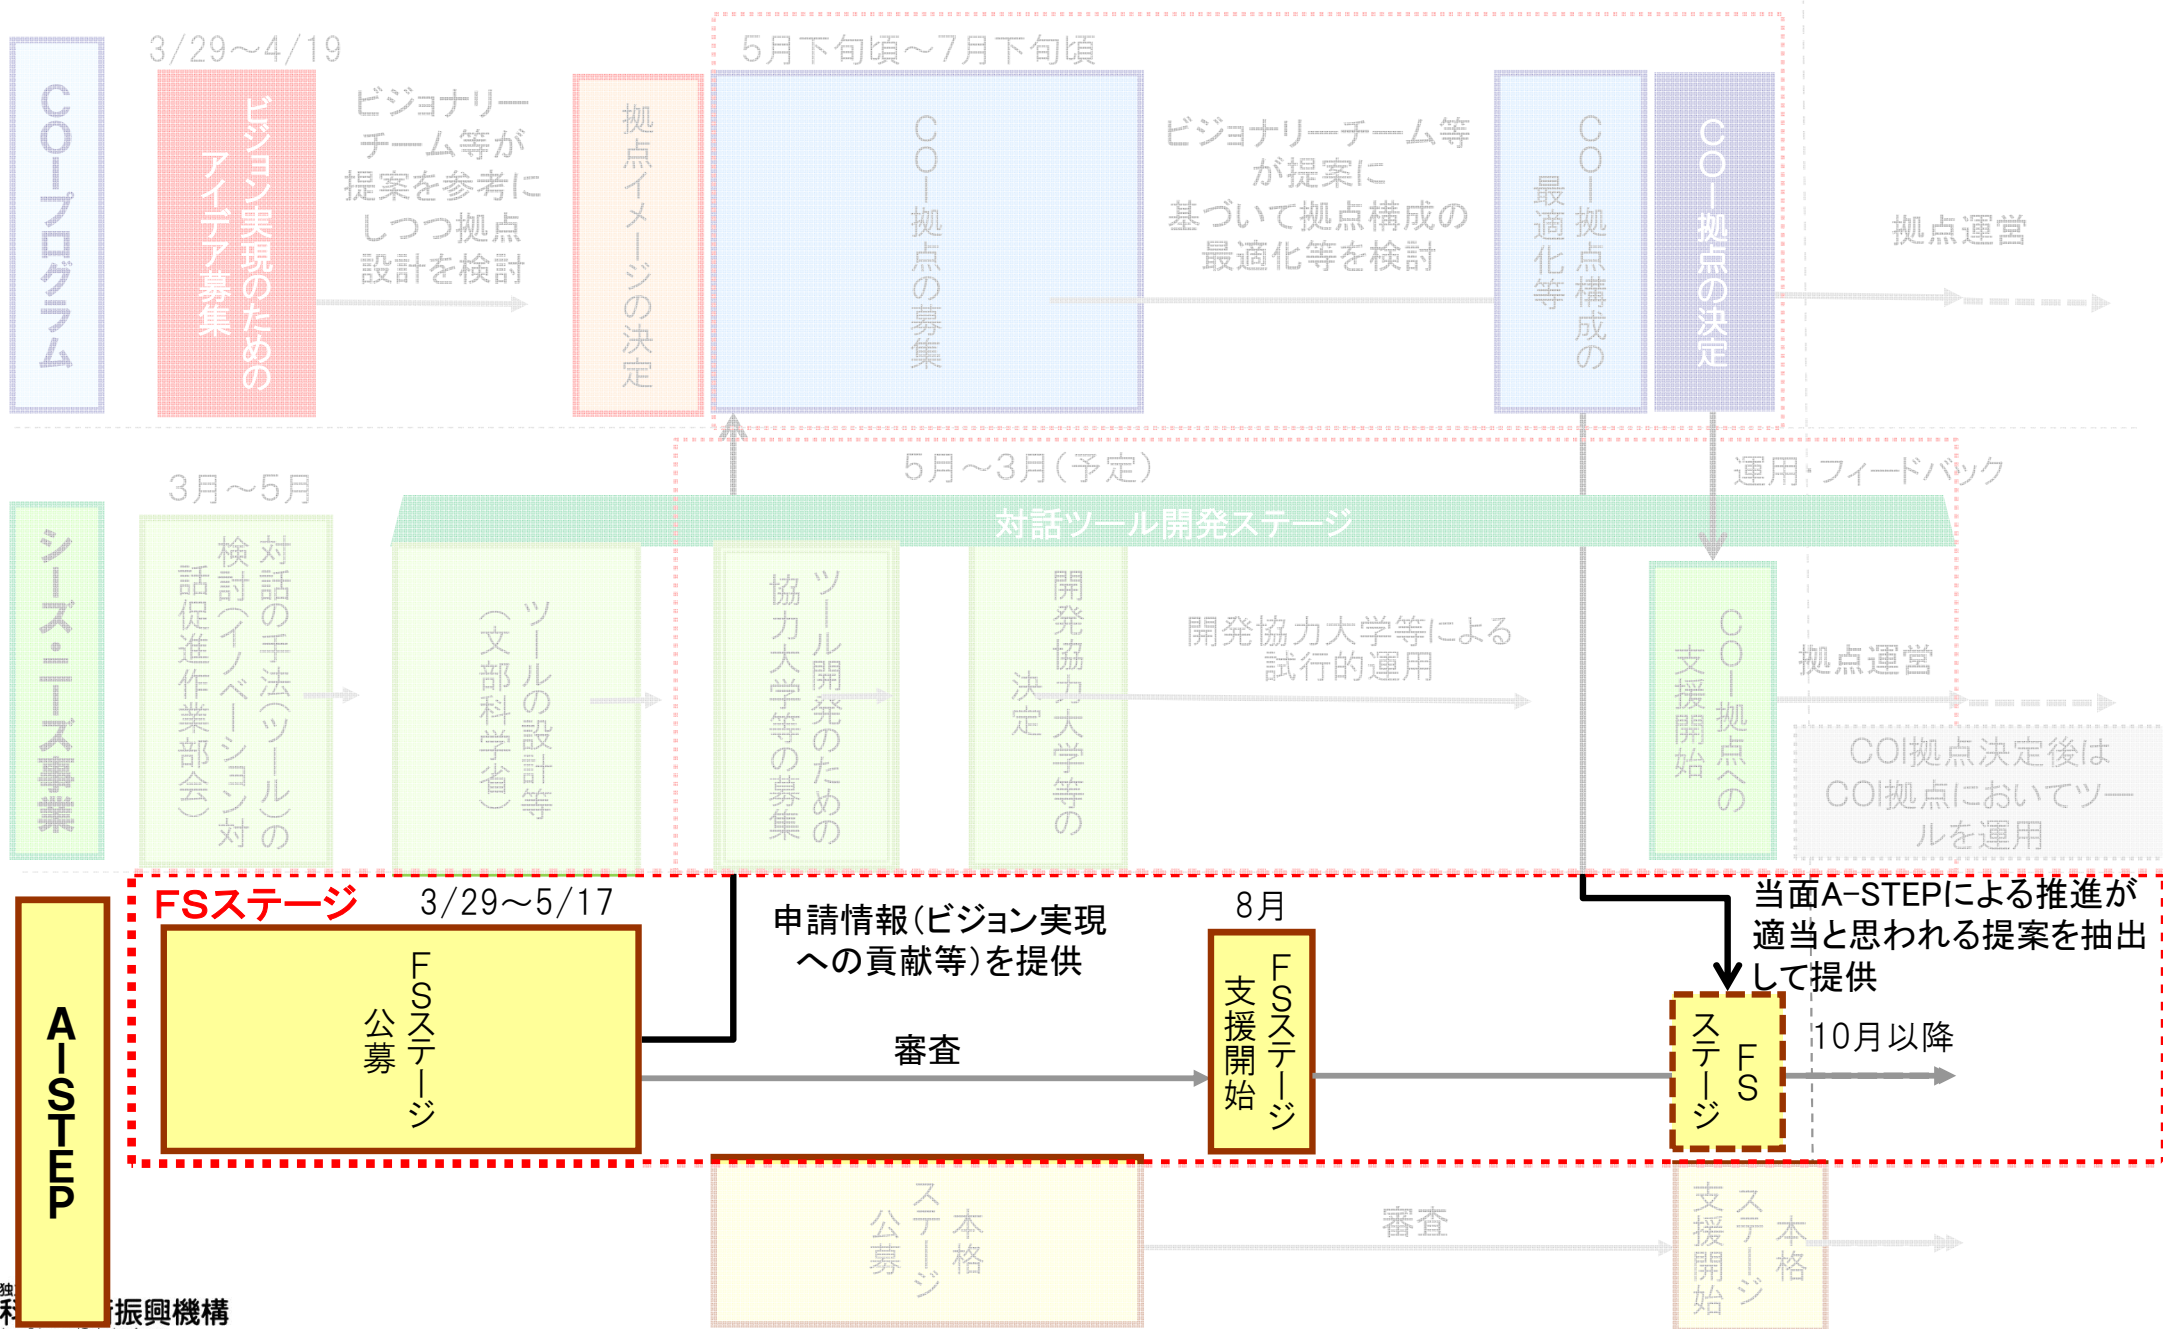 COIプログラム
3/29～4/19
ビジョン実現のための
アイデア募集
ビジョナリー
チーム等が
提案を参考に
しつつ拠点
設計を検討
拠点イメージの決定
5月下旬頃～7月下旬頃
COI拠点の募集
ビジョナリーチーム等
が提案に
基づいて拠点構成の
最適化等を検討
COI拠点構成の
最適化等
COI拠点の決定
拠点運営
シーズ・ニーズ事業
3月～5月
対話の手法（ツール）の
検討（イノベーション対
話促進作業部会）
5月～3月（予定）
運用・フィードバック
対話ツール開発ステージ
ツールの設計等
（文部科学省）
ツール開発のための
協力大学等の募集
開発協力大学等の
決定
開発協力大学等による
試行的運用
COI拠点への
支援開始
拠点運営
COI拠点決定後は
COI拠点においてツー
ルを運用
A-STEP
FSステージ
3/29～5/17
FSステージ
公募
申請情報（ビジョン実現
への貢献等）を提供
審査
8月
FSステージ
支援開始
当面A-STEPによる推進が
適当と思われる提案を抽出
して提供
FS
ステージ
10月以降
本格
ステージ
公募
審査
本格
ステージ
支援開始
独
科 振興機構